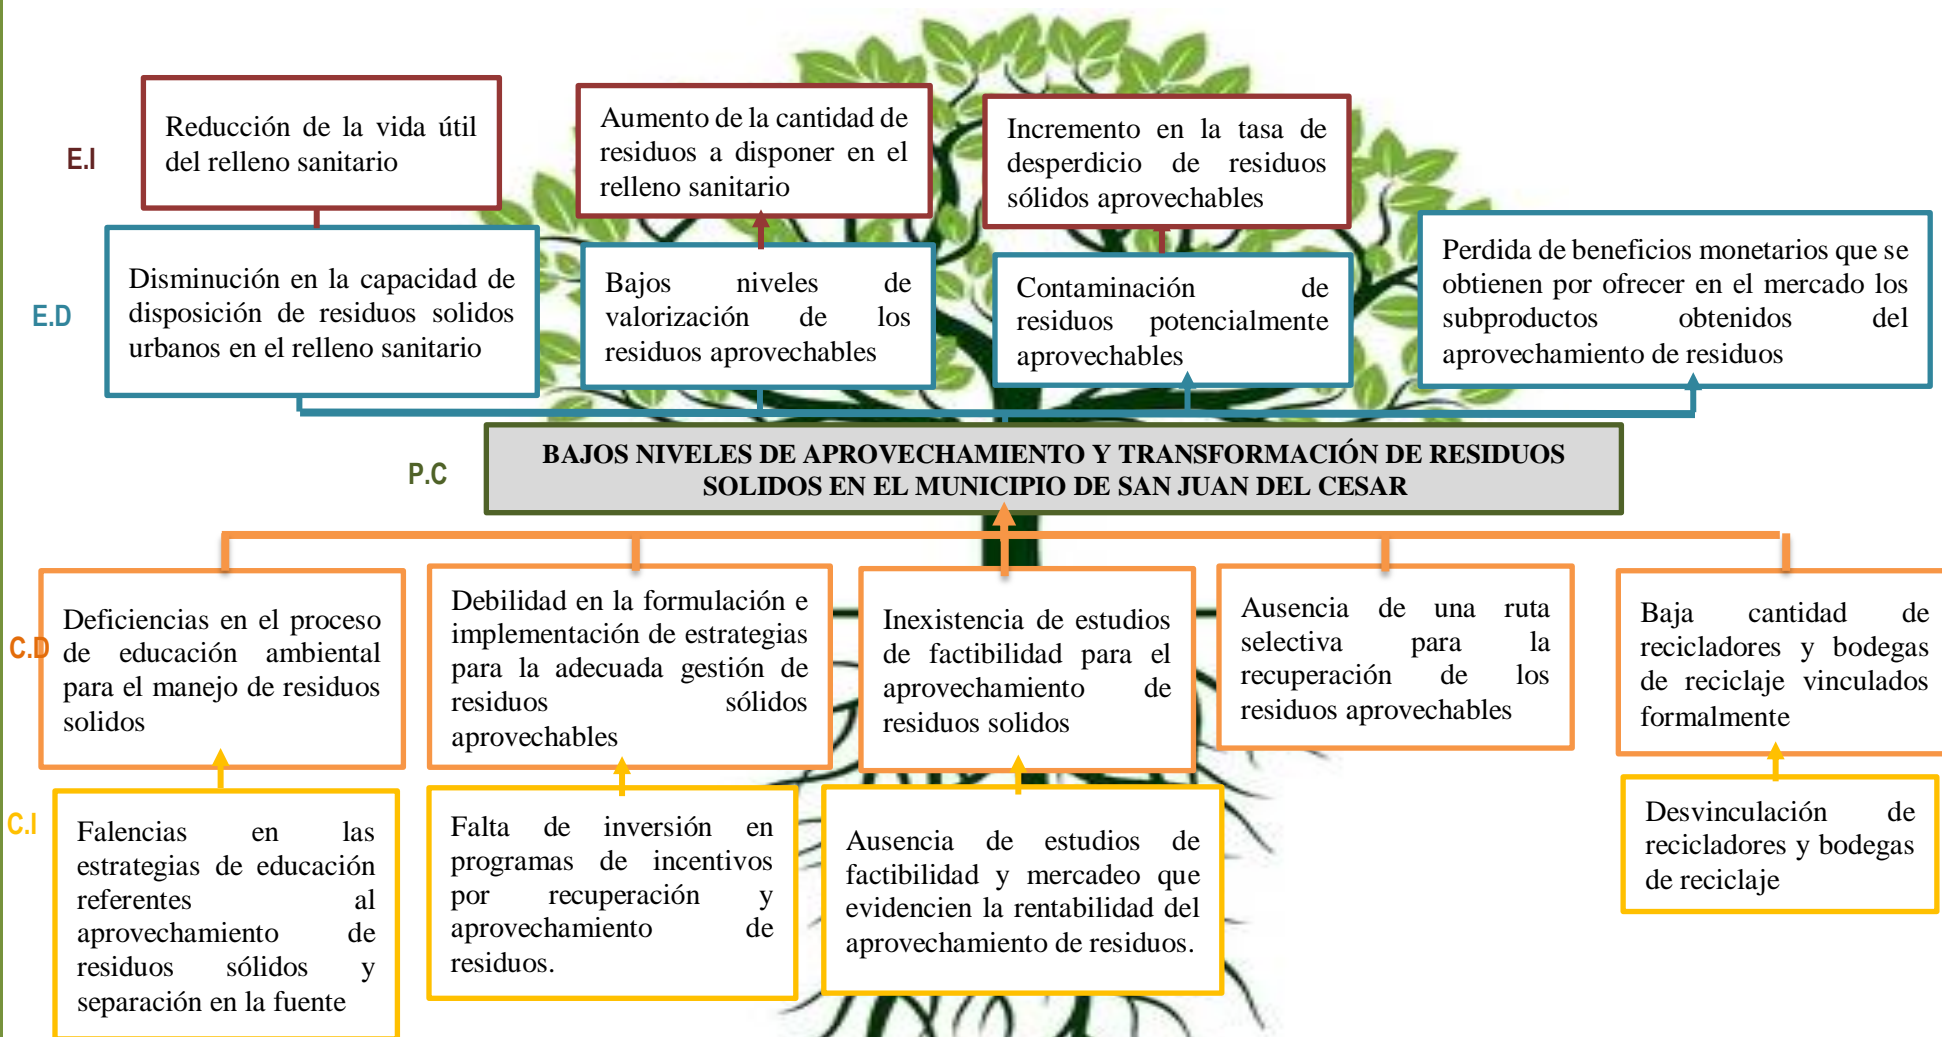 E.I
Reducción de la vida útil
del relleno sanitario
Aumento de la cantidad de
residuos a disponer en el
relleno sanitario
Incremento en la tasa de
desperdicio de residuos
sólidos aprovechables
E.D
Disminución en la capacidad de
disposición de residuos solidos
urbanos en el relleno sanitario
Bajos niveles de
valorización de los
residuos aprovechables
Contaminación de
residuos potencialmente
aprovechables
Perdida de beneficios monetarios que se
obtienen por ofrecer en el mercado los
subproductos obtenidos del
aprovechamiento de residuos
P.C
BAJOS NIVELES DE APROVECHAMIENTO Y TRANSFORMACIÓN DE RESIDUOS
SOLIDOS EN EL MUNICIPIO DE SAN JUAN DEL CESAR
C.D
Deficiencias en el proceso
de educación ambiental
para el manejo de residuos
solidos
Debilidad en la formulación e
implementación de estrategias
para la adecuada gestión de
residuos sólidos
aprovechables
Inexistencia de estudios
de factibilidad para el
aprovechamiento de
residuos solidos
Ausencia de una ruta
selectiva para la
recuperación de los
residuos aprovechables
Baja cantidad de
recicladores y bodegas
de reciclaje vinculados
formalmente
C.I
Falencias en las
estrategias de educación
referentes al
aprovechamiento de
residuos sólidos y
separación en la fuente
Falta de inversión en
programas de incentivos
por recuperación y
aprovechamiento de
residuos.
Ausencia de estudios de
factibilidad y mercadeo que
evidencien la rentabilidad del
aprovechamiento de residuos.
Desvinculación de
recicladores y bodegas
de reciclaje